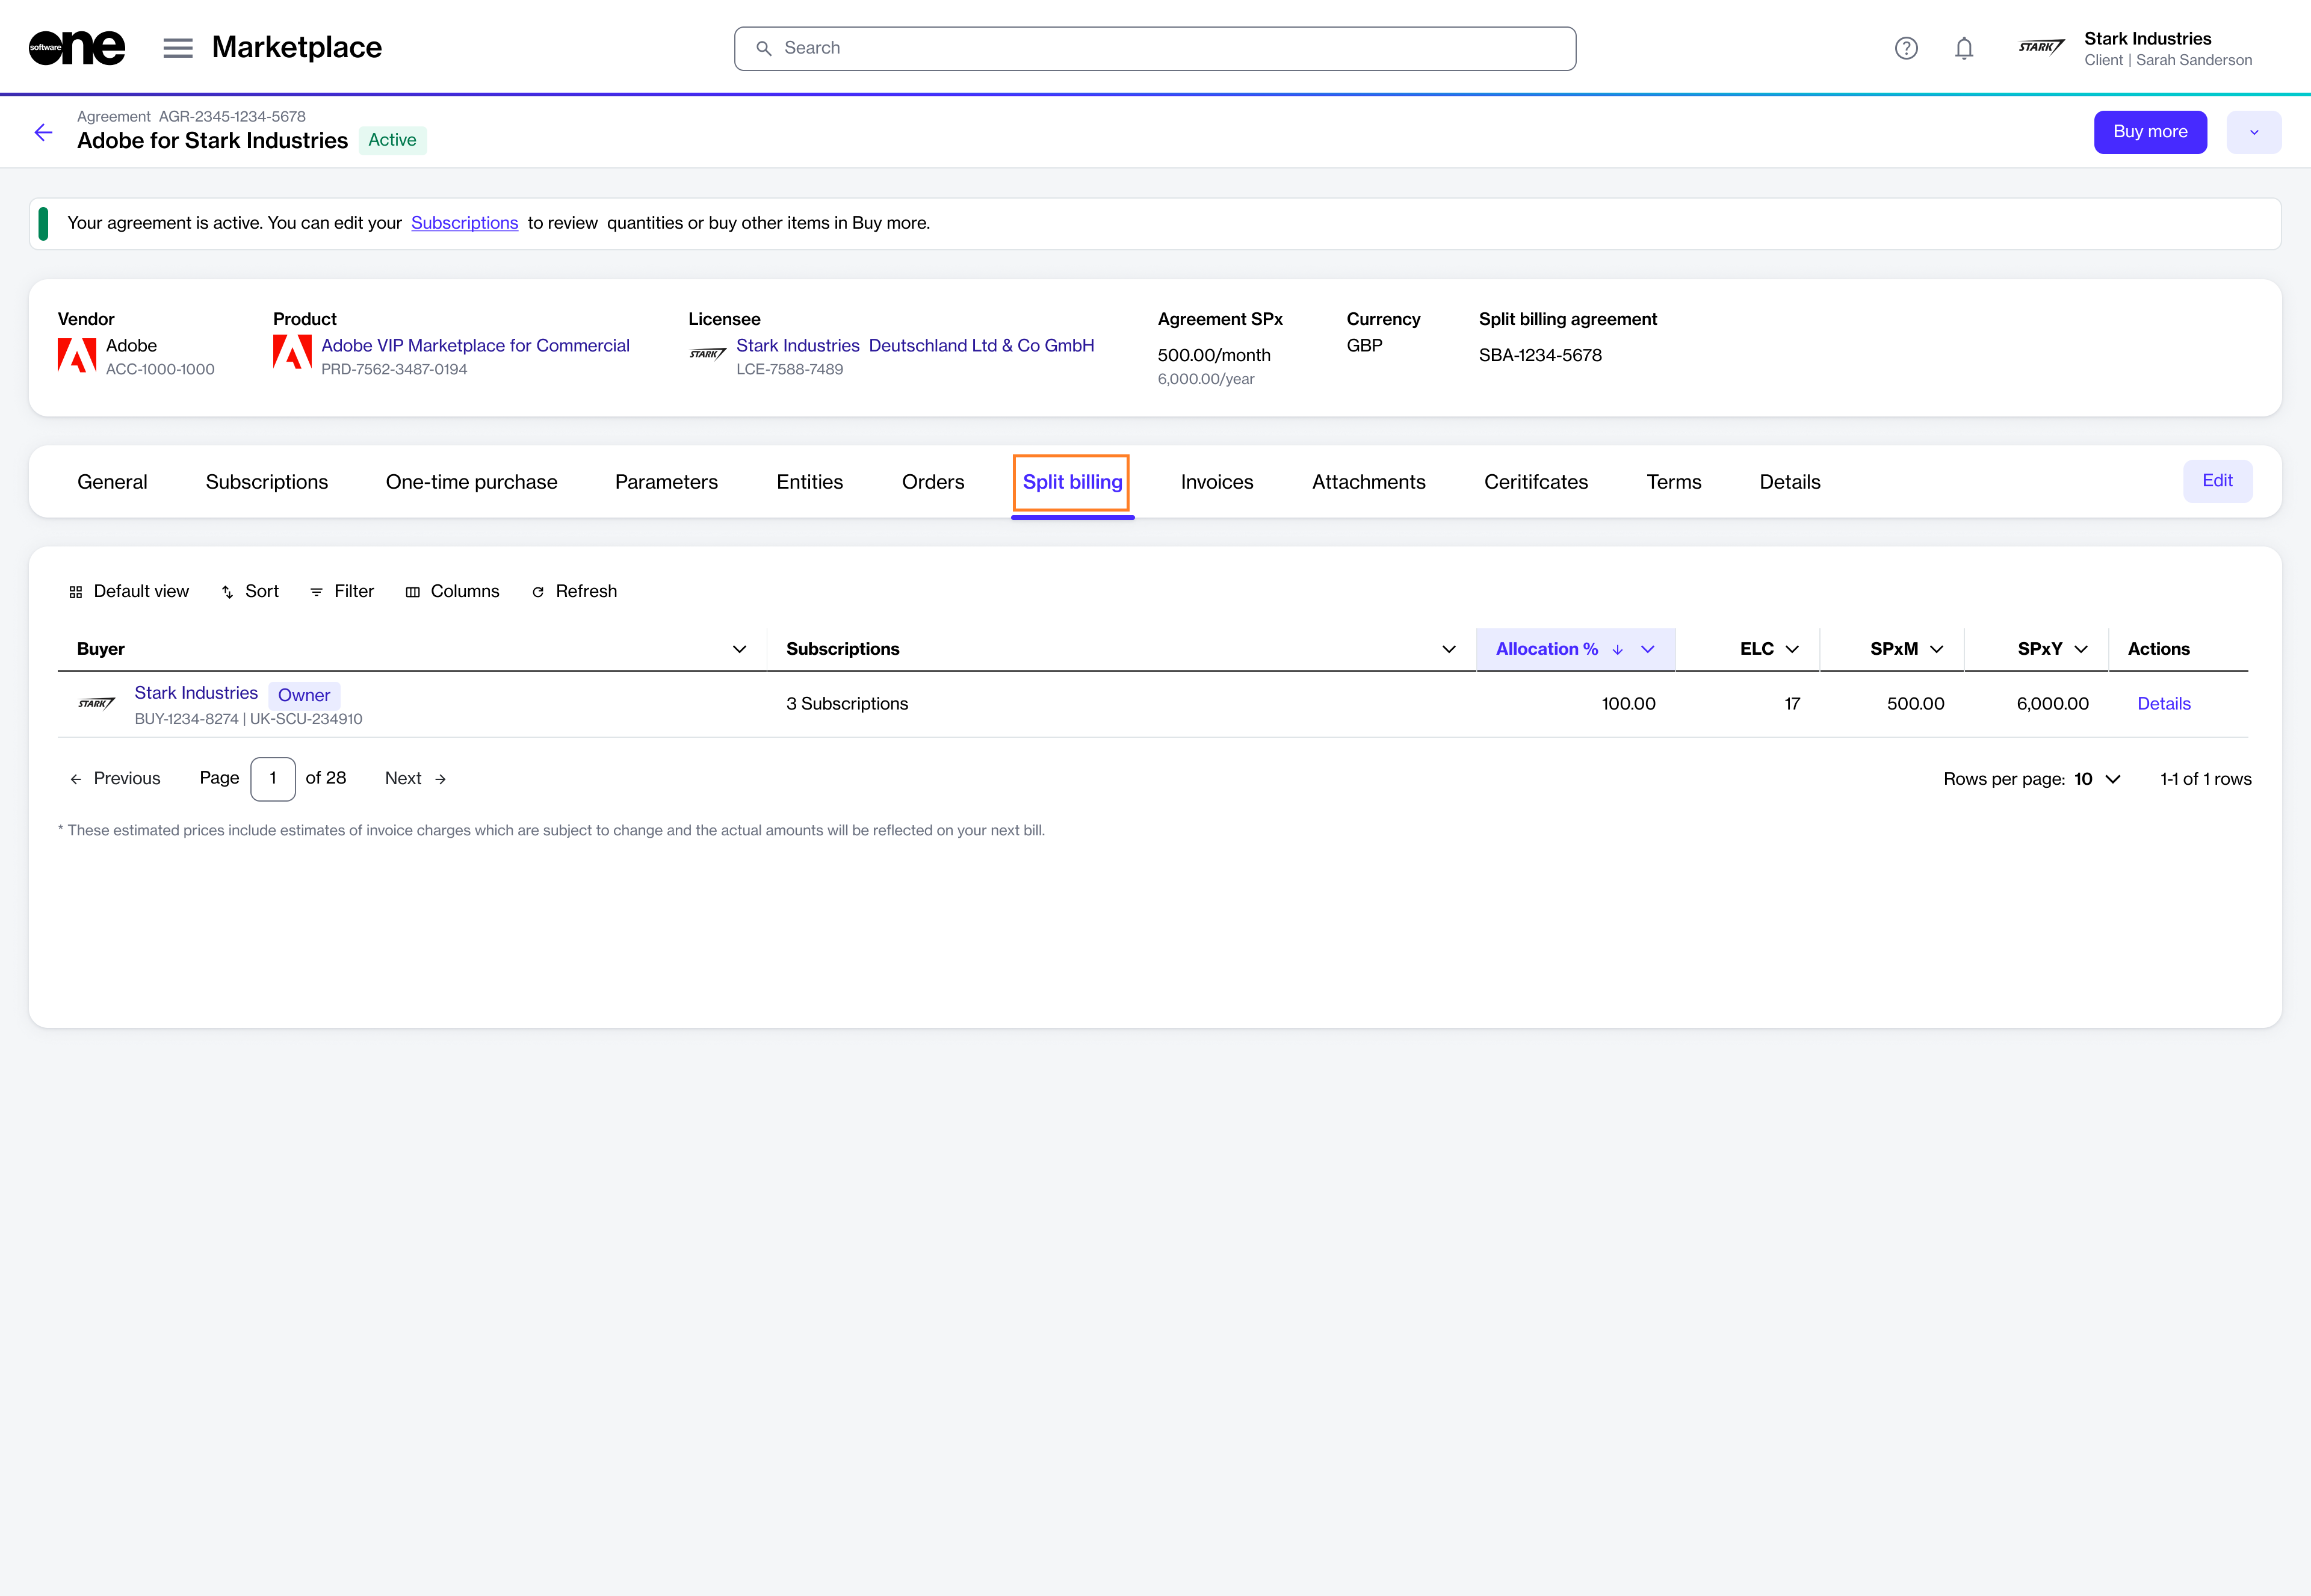 software one
Marketplace
Search
Stark Industries
Client | Sarah Sanderson
STARK
Agreement AGR-2345-1234-5678
Adobe for Stark Industries Active
Buy more
Your agreement is active. You can edit your Subscriptions to review quantities or buy other items in Buy more.
Vendor Product Licensee Agreement SPx Currency Split billing agreement
Adobe
ACC-1000-1000
Adobe VIP Marketplace for Commercial
PRD-7562-3487-0194
STARK
Stark Industries Deutschland Ltd & Co GmbH
LCE-7588-7489
500.00/month
6,000.00/year
GBP
SBA-1234-5678
General Subscriptions One-time purchase Parameters Entities Orders Split billing Invoices Attachments Ceritifcates Terms Details Edit
Default view Sort Filter Columns Refresh
Buyer Subscriptions Allocation % ELC SPxM SPxY Actions
STARK
Stark Industries Owner
BUY-1234-8274 | UK-SCU-234910
3 Subscriptions 100.00 17 500.00 6,000.00 Details
Previous Page 1 of 28 Next Rows per page: 10 1-1 of 1 rows
* These estimated prices include estimates of invoice charges which are subject to change and the actual amounts will be reflected on your next bill.